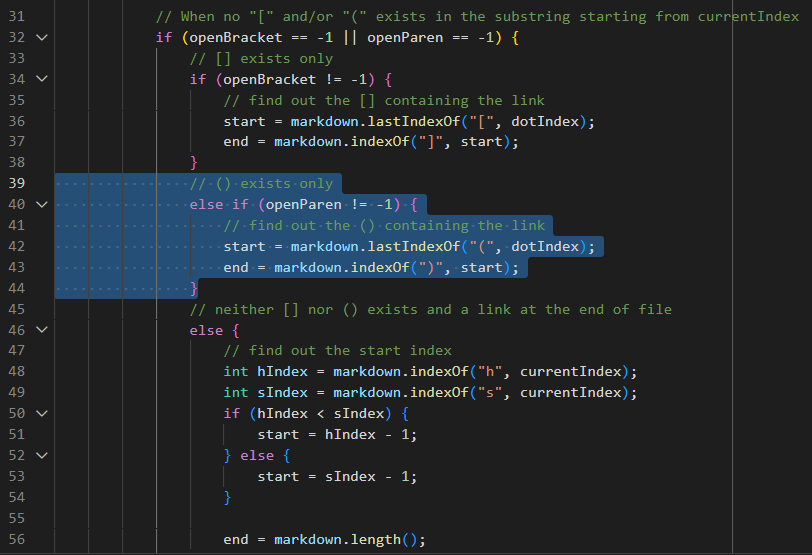 31 // When no "[" and/or "(" exists in the substring starting from currentIndex
32 if (openBracket == -1 || openParen == -1) {
33 // [] exists only
34 if (openBracket != -1) {
35 // find out the [] containing the link
36 start = markdown.lastIndexOf("[", dotIndex);
37 end = markdown.indexOf("]", start);
38 }
39 // () exists only
40 else if (openParen != -1) {
41 // find out the () containing the link
42 start = markdown.lastIndexOf("(", dotIndex);
43 end = markdown.indexOf(")", start);
44 }
45 // neither [] nor () exists and a link at the end of file
46 else {
47 // find out the start index
48 int hIndex = markdown.indexOf("h", currentIndex);
49 int sIndex = markdown.indexOf("s", currentIndex);
50 if (hIndex < sIndex) {
51 start = hIndex - 1;
52 } else {
53 start = sIndex - 1;
54 }
55
56 end = markdown.length();